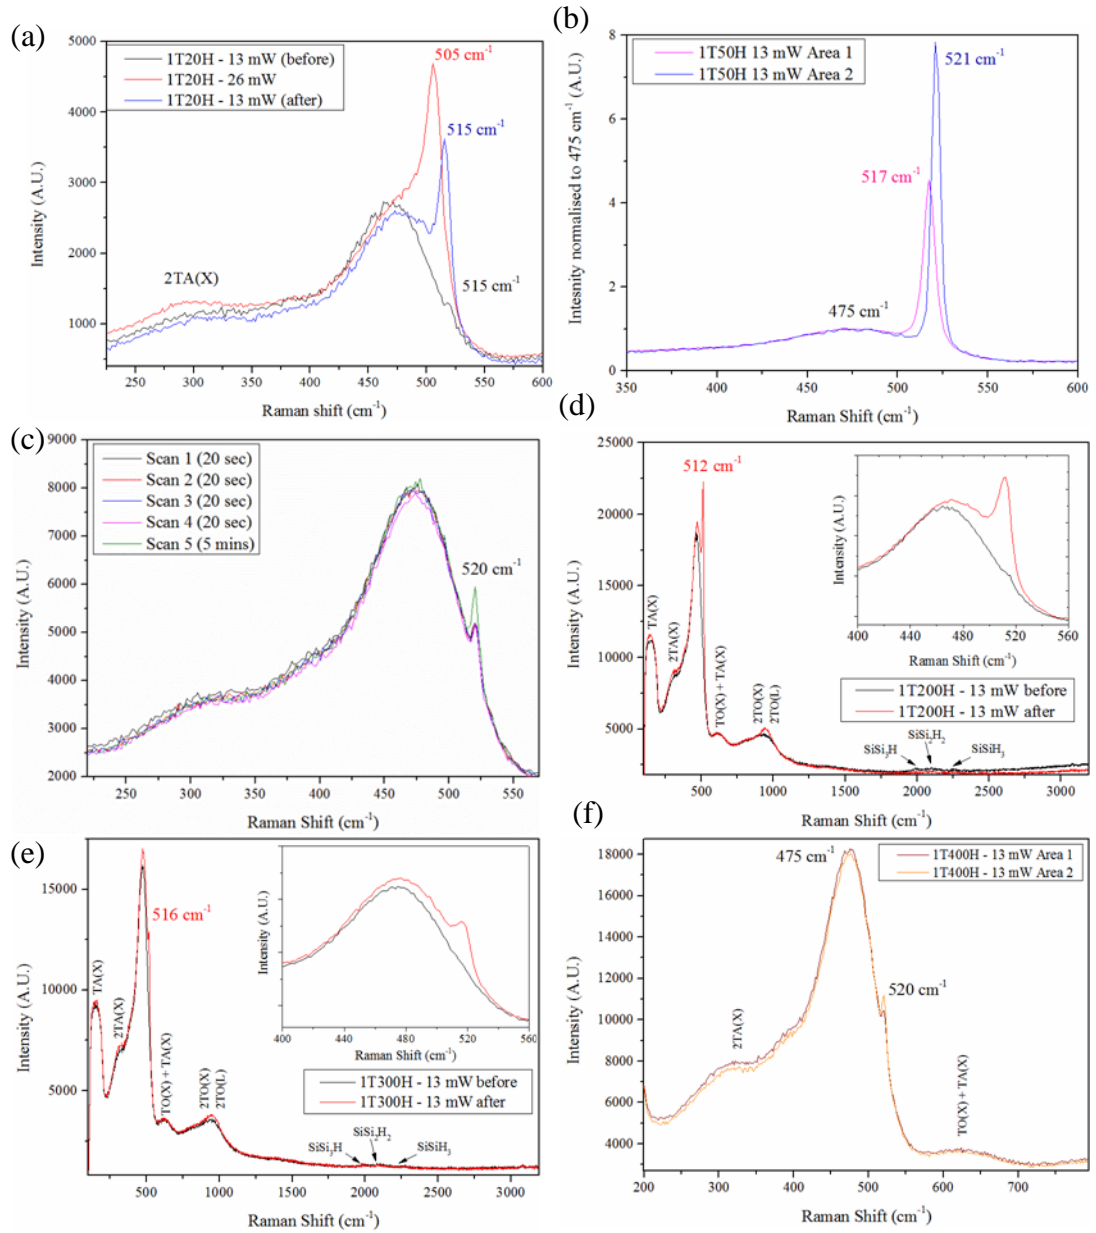 (a)
1T20H - 13 mW (before)
1T20H - 26 mW
1T20H - 13 mW (after)
505 cm⁻¹
515 cm⁻¹
2TA(X)
515 cm⁻¹
5000
4000
3000
2000
1000
250 300 350 400 450 500 550 600
Intensity (A.U.)
Raman shift (cm⁻¹)
(b)
1T50H 13 mW Area 1
1T50H 13 mW Area 2
521 cm⁻¹
517 cm⁻¹
475 cm⁻¹
8
6
4
2
0
350 400 450 500 550 600
Intesnity normalised to 475 cm⁻¹ (A.U.)
Raman Shift (cm⁻¹)
(c)
Scan 1 (20 sec)
Scan 2 (20 sec)
Scan 3 (20 sec)
Scan 4 (20 sec)
Scan 5 (5 mins)
520 cm⁻¹
9000
8000
7000
6000
5000
4000
3000
2000
250 300 350 400 450 500 550
Intensity (A.U.)
Raman Shift (cm⁻¹)
(d)
512 cm⁻¹
TA(X)
2TA(X)
TO(X) + TA(X)
2TO(X)
2TO(L)
SiSi₃H
SiSi₂H₂
SiSiH₃
1T200H - 13 mW before
1T200H - 13 mW after
25000
20000
15000
10000
5000
500 1000 1500 2000 2500 3000
Intensity (A.U.)
Raman Shift (cm⁻¹)
Intensity (A.U.)
400 440 480 520 560
Raman Shift (cm⁻¹)
(e)
516 cm⁻¹
TA(X)
2TA(X)
TO(X) + TA(X)
2TO(X)
2TO(L)
SiSi₃H
SiSi₂H₂
SiSiH₃
1T300H - 13 mW before
1T300H - 13 mW after
15000
10000
5000
500 1000 1500 2000 2500 3000
Intensity (A.U.)
Raman Shift (cm⁻¹)
Intensity (A.U.)
400 440 480 520 560
Raman Shift (cm⁻¹)
(f)
475 cm⁻¹
1T400H - 13 mW Area 1
1T400H - 13 mW Area 2
520 cm⁻¹
2TA(X)
TO(X) + TA(X)
18000
16000
14000
12000
10000
8000
6000
4000
200 300 400 500 600 700
Intensity (A.U.)
Raman Shift (cm⁻¹)